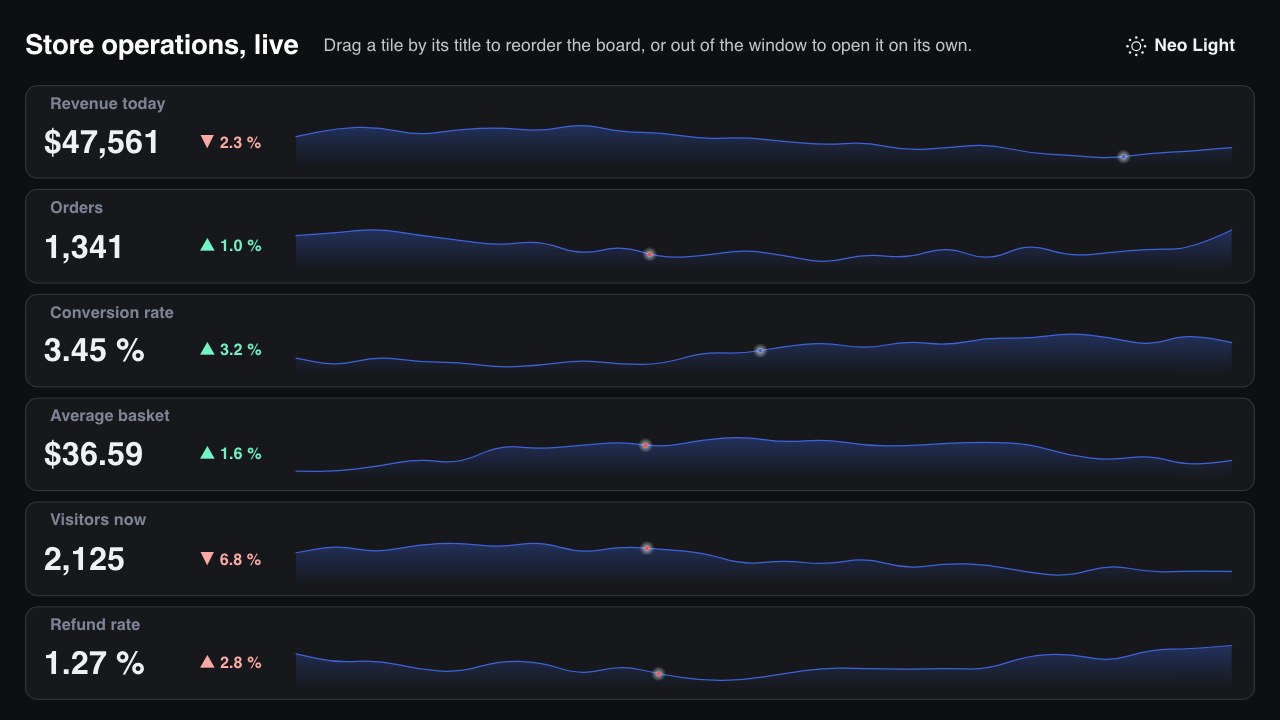 Store operations, live
Drag a tile by its title to reorder the board, or out of the window to open it on its own.
Neo Light
Revenue today
$47,561
▼ 2.3 %
Orders
1,341
▲ 1.0 %
Conversion rate
3.45 %
▲ 3.2 %
Average basket
$36.59
▲ 1.6 %
Visitors now
2,125
▼ 6.8 %
Refund rate
1.27 %
▲ 2.8 %